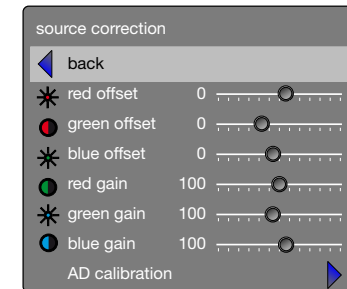 source correction
back
red offset 0
green offset 0
blue offset 0
red gain 100
green gain 100
blue gain 100
AD calibration